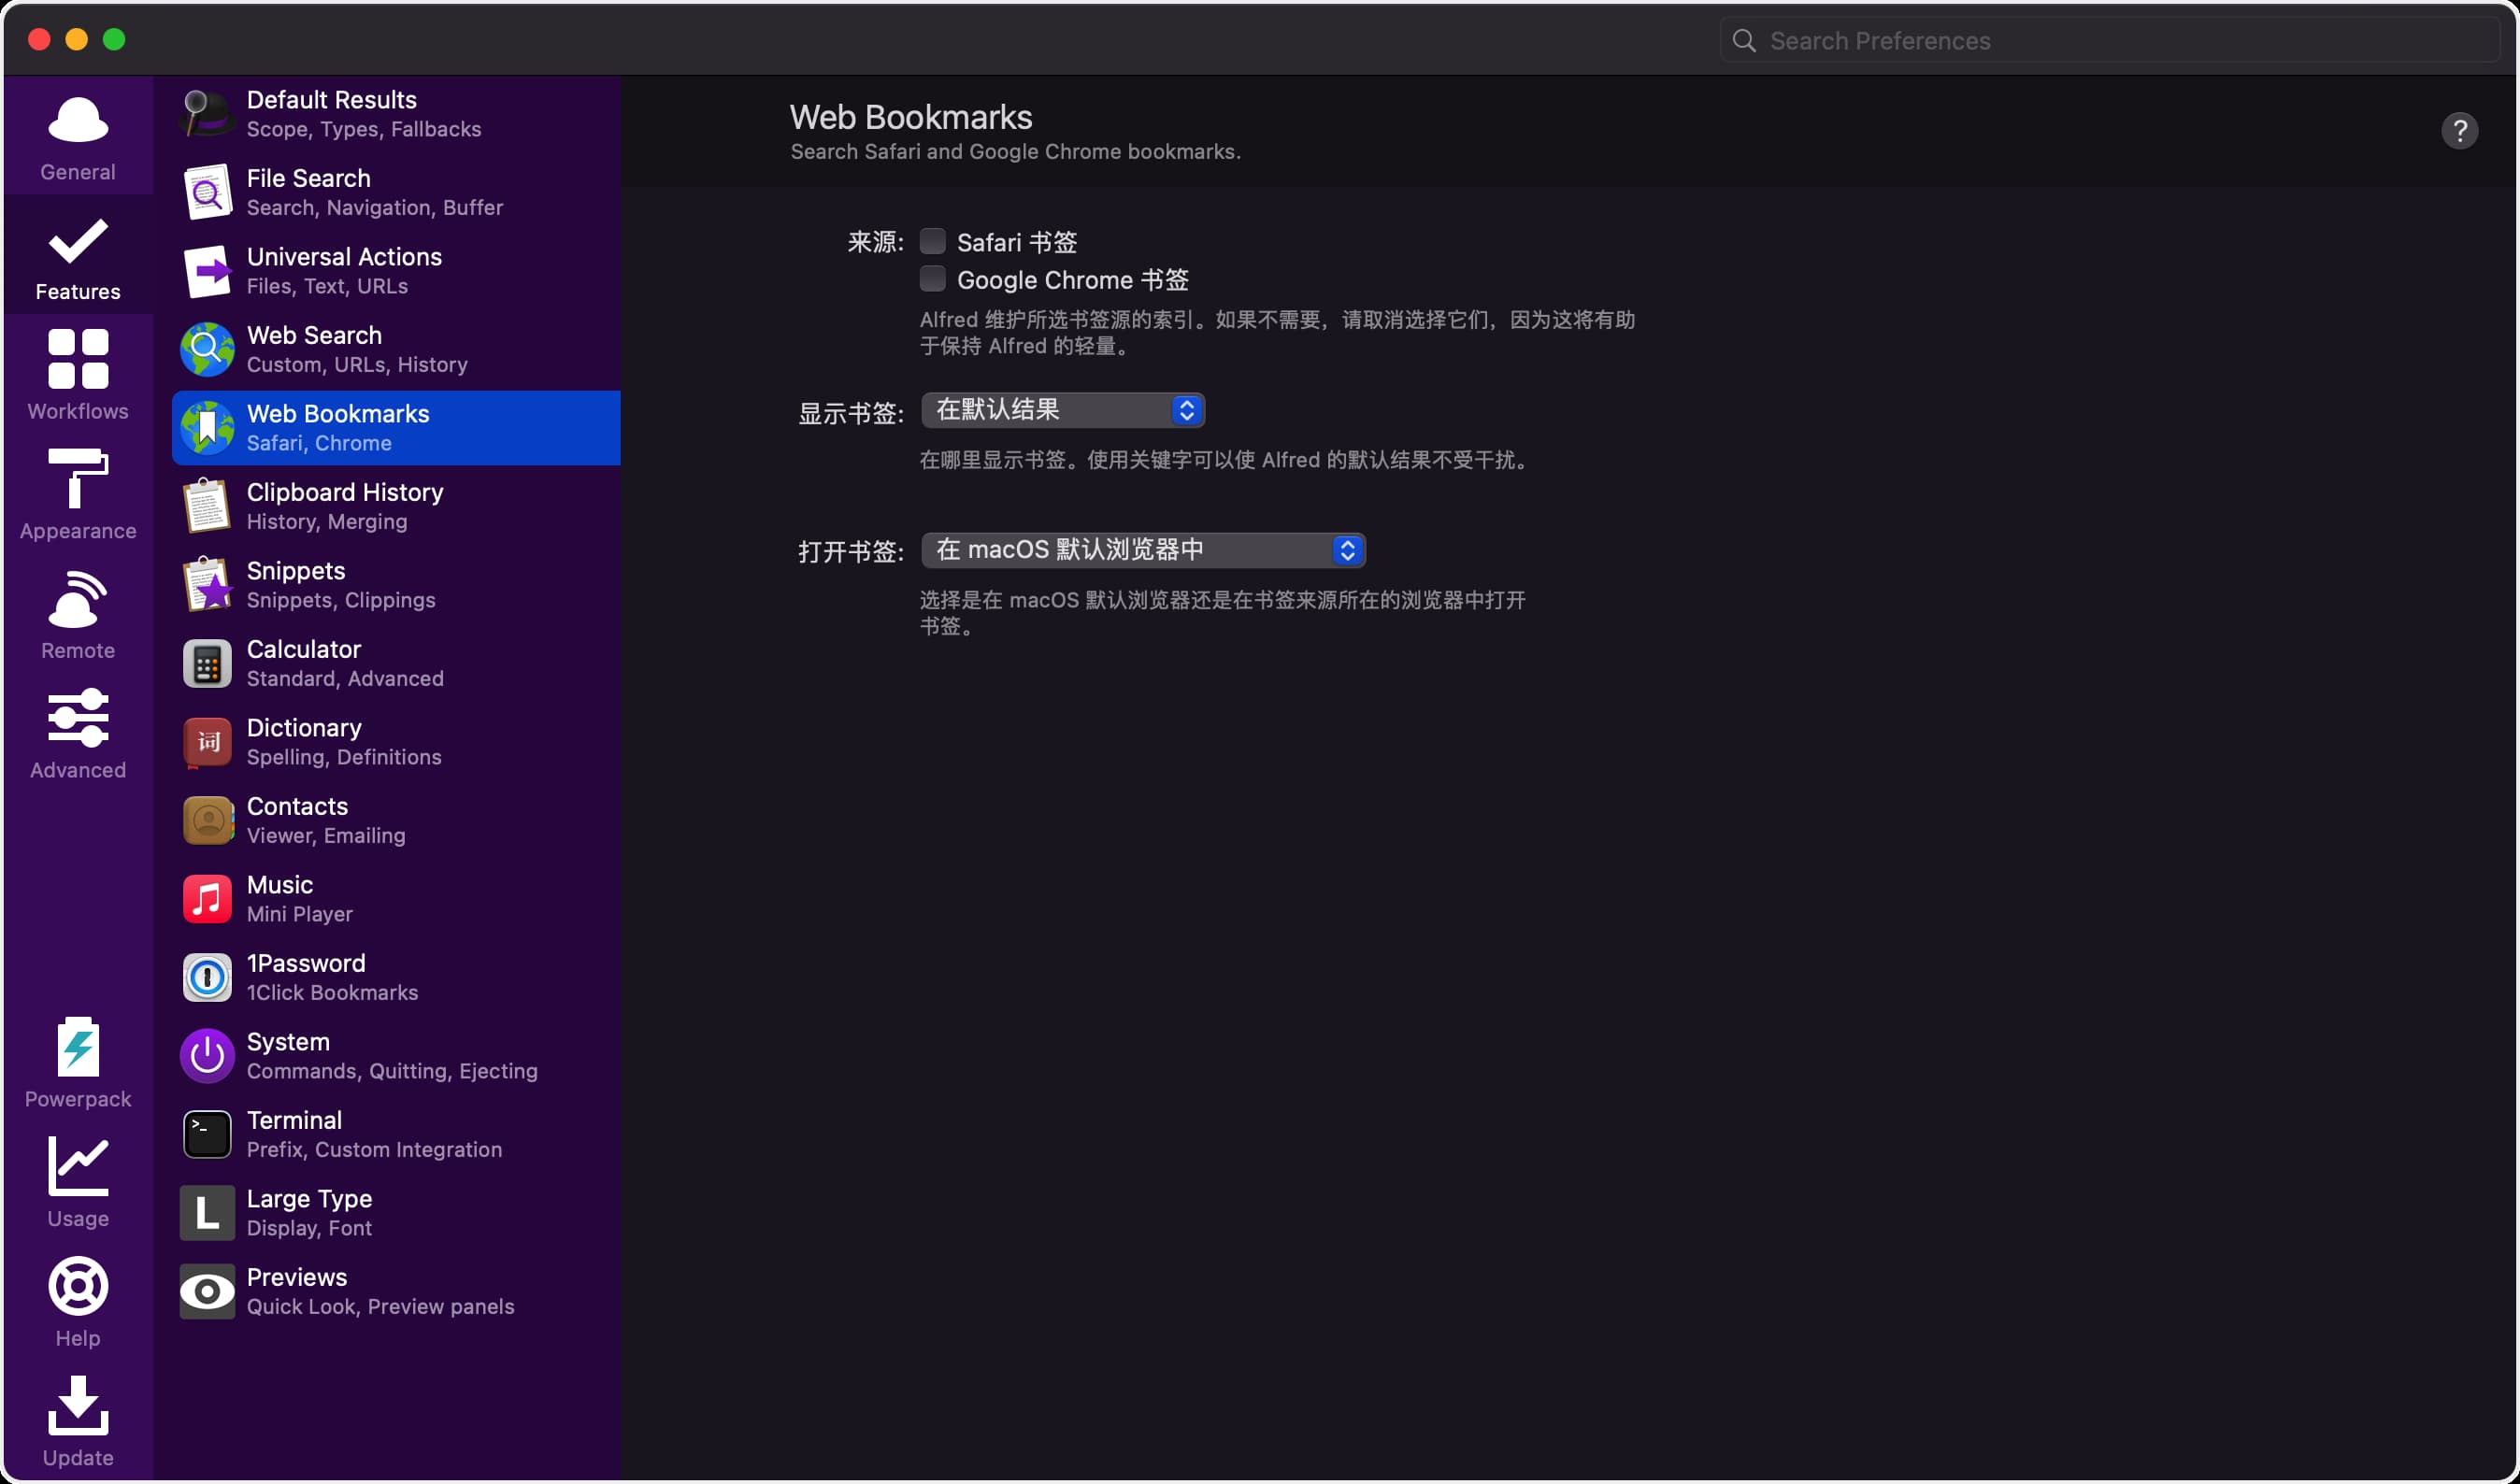 Search Preferences
General
Features
Workflows
Appearance
Remote
Advanced
Powerpack
Usage
Help
Update
Default Results
Scope, Types, Fallbacks
File Search
Search, Navigation, Buffer
Universal Actions
Files, Text, URLs
Web Search
Custom, URLs, History
Web Bookmarks
Safari, Chrome
Clipboard History
History, Merging
Snippets
Snippets, Clippings
Calculator
Standard, Advanced
词
Dictionary
Spelling, Definitions
Contacts
Viewer, Emailing
Music
Mini Player
1Password
1Click Bookmarks
System
Commands, Quitting, Ejecting
>_
Terminal
Prefix, Custom Integration
L
Large Type
Display, Font
Previews
Quick Look, Preview panels
Web Bookmarks
Search Safari and Google Chrome bookmarks.
?
来源: Safari 书签
Google Chrome 书签
Alfred 维护所选书签源的索引。如果不需要，请取消选择它们，因为这将有助
于保持 Alfred 的轻量。
显示书签: 在默认结果
在哪里显示书签。使用关键字可以使 Alfred 的默认结果不受干扰。
打开书签: 在 macOS 默认浏览器中
选择是在 macOS 默认浏览器还是在书签来源所在的浏览器中打开
书签。